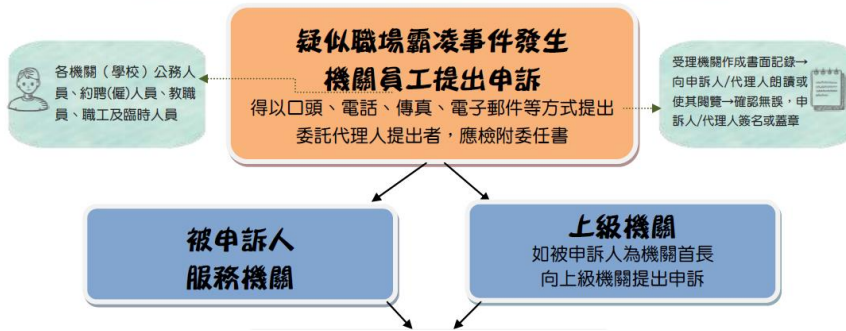 疑似職場霸凌事件發生
機關員工提出申訴
得以口頭、電話、傳真、電子郵件等方式提出
委託代理人提出者，應檢附委任書
各機關（學校）公務人
員、約聘(僱)人員、教職
員、職工及臨時人員
受理機關作成書面記錄→
向申訴人/代理人朗讀或
使其閱覽→確認無誤，申
訴人/代理人簽名或蓋章
被申訴人
服務機關
上級機關
如被申訴人為機關首長
向上級機關提出申訴